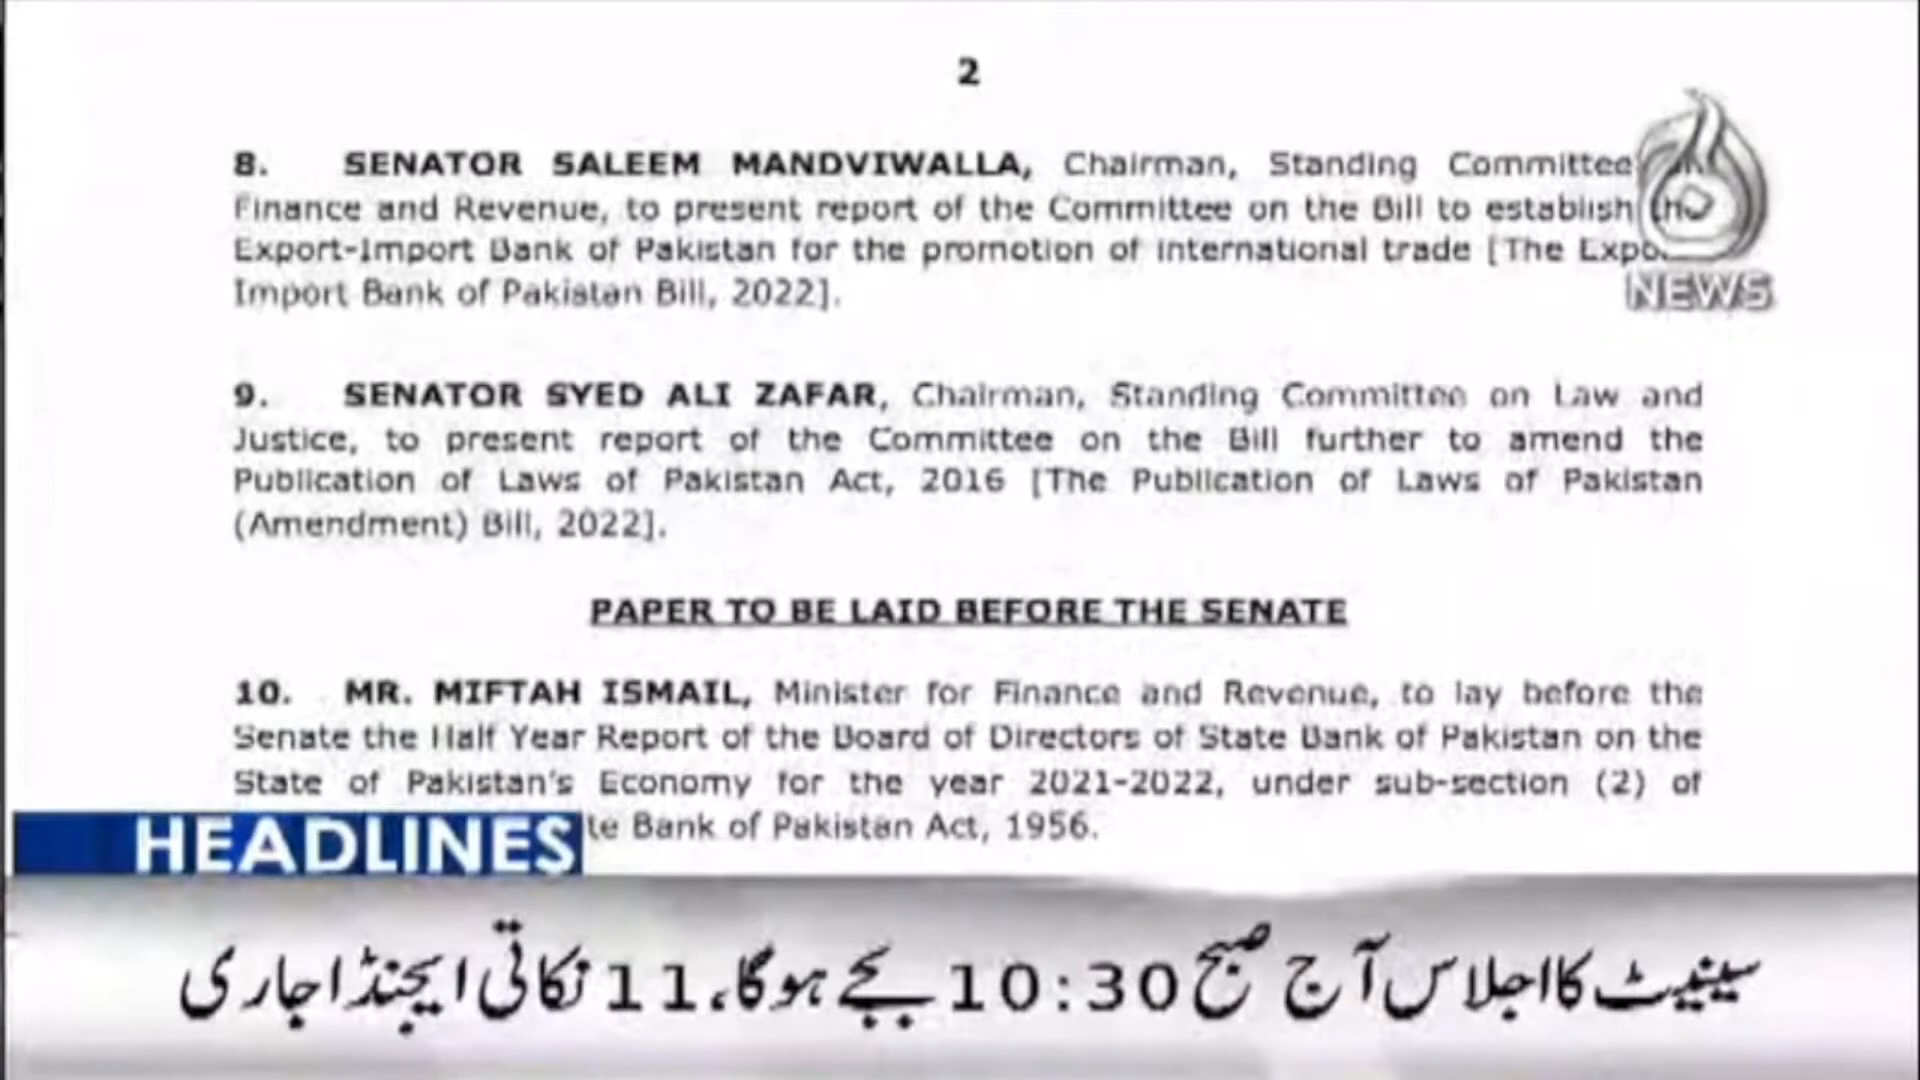 2
8. SENATOR SALEEM MANDVIWALLA, Chairman, Standing Committee
Finance and Revenue, to present report of the Committee on the Bill to establish the
Export-Import Bank of Pakistan for the promotion of international trade [The
Import Bank of Pakistan Bill, 2022].
9. SENATOR SYED ALI ZAFAR, Chairman, Standing Committee on Law and
Justice, to present report of the Committee on the Bill further to amend the
Publication of Laws of Pakistan Act, 2016 [The Publication of Laws of Pakistan
(Amendment) Bill, 2022].
PAPER TO BE LAID BEFORE THE SENATE
10. MR. MIFTAH ISMAIL, Minister for Finance and Revenue, to lay before the
Senate the Half Year Report of the Board of Directors of State Bank of Pakistan on the
State of Pakistan's Economy for the year 2021-2022, under sub-section (2) of
Bank of Pakistan Act, 1956.
NEWS
HEADLINES
سینیٹ کا اجلاس آج صبح 10:30 بجے ہوگا، 11 نکاتی ایجنڈا جاری